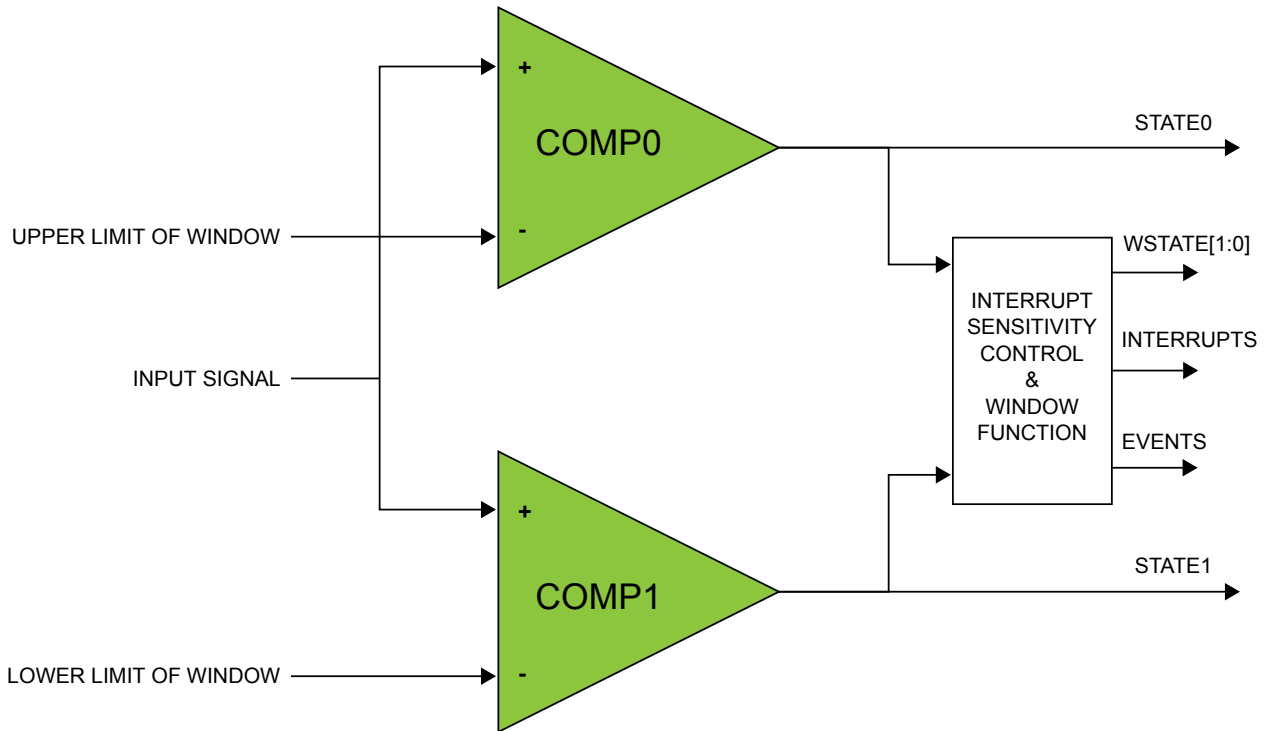 +
COMP0
-
STATE0
UPPER LIMIT OF WINDOW
WSTATE[1:0]
INTERRUPT
SENSITIVITY
CONTROL
&
WINDOW
FUNCTION
INTERRUPTS
EVENTS
INPUT SIGNAL
+
COMP1
-
STATE1
LOWER LIMIT OF WINDOW